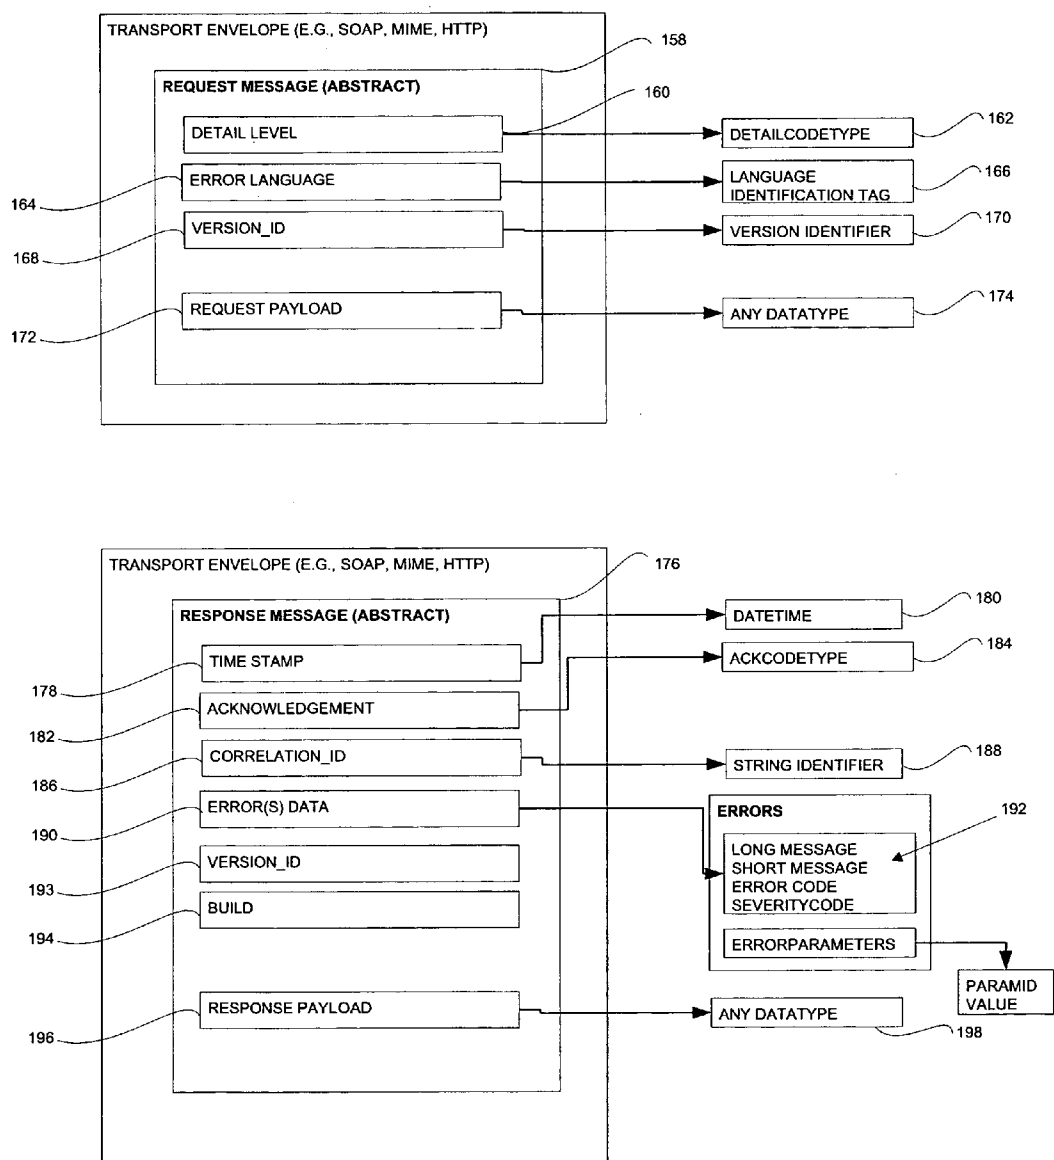 TRANSPORT ENVELOPE (E.G., SOAP, MIME, HTTP)
158
REQUEST MESSAGE (ABSTRACT)
160
DETAIL LEVEL
DETAILCODETYPE
162
164
ERROR LANGUAGE
LANGUAGE
IDENTIFICATION TAG
166
168
VERSION_ID
VERSION IDENTIFIER
170
172
REQUEST PAYLOAD
ANY DATATYPE
174
TRANSPORT ENVELOPE (E.G., SOAP, MIME, HTTP)
176
RESPONSE MESSAGE (ABSTRACT)
DATETIME
180
178
TIME STAMP
ACKCODETYPE
184
182
ACKNOWLEDGEMENT
186
CORRELATION_ID
STRING IDENTIFIER
188
190
ERROR(S) DATA
ERRORS
192
LONG MESSAGE
SHORT MESSAGE
ERROR CODE
SEVERITYCODE
193
VERSION_ID
194
BUILD
ERRORPARAMETERS
PARAMID
VALUE
196
RESPONSE PAYLOAD
ANY DATATYPE
198